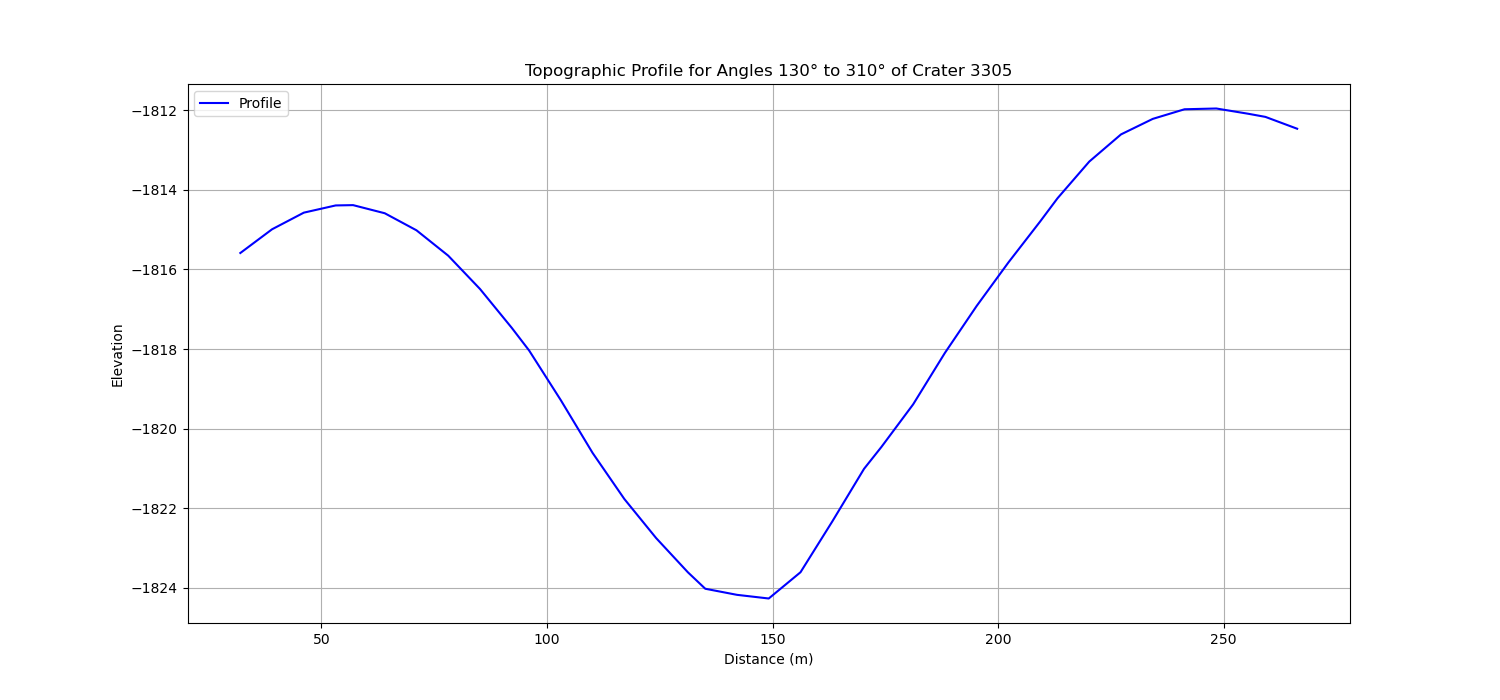 Topographic Profile for Angles 130° to 310° of Crater 3305
Profile
−1812
−1814
−1816
−1818
−1820
−1822
−1824
Elevation
50 100 150 200 250
Distance (m)